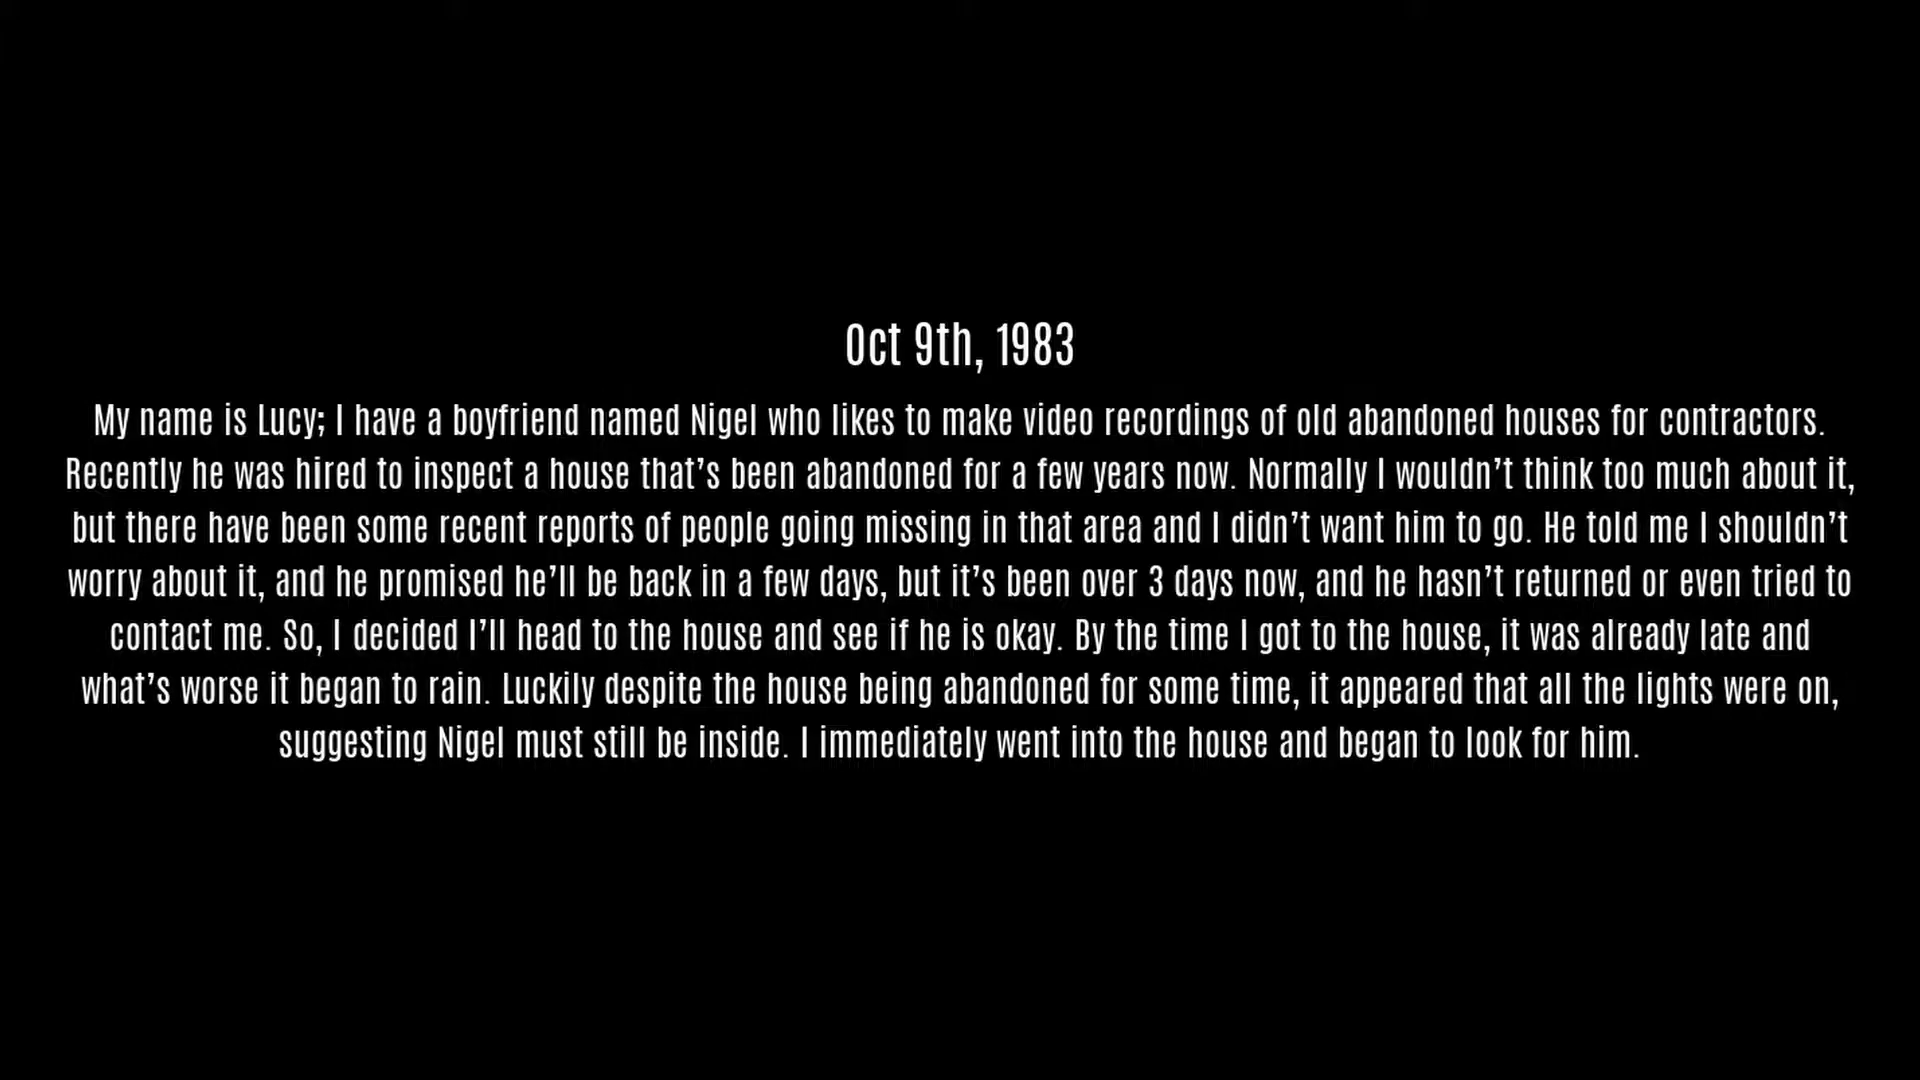 Oct 9th, 1983
My name is Lucy; I have a boyfriend named Nigel who likes to make video recordings of old abandoned houses for contractors.
Recently he was hired to inspect a house that’s been abandoned for a few years now. Normally I wouldn’t think too much about it,
but there have been some recent reports of people going missing in that area and I didn’t want him to go. He told me I shouldn’t
worry about it, and he promised he’ll be back in a few days, but it’s been over 3 days now, and he hasn’t returned or even tried to
contact me. So, I decided I’ll head to the house and see if he is okay. By the time I got to the house, it was already late and
what’s worse it began to rain. Luckily despite the house being abandoned for some time, it appeared that all the lights were on,
suggesting Nigel must still be inside. I immediately went into the house and began to look for him.